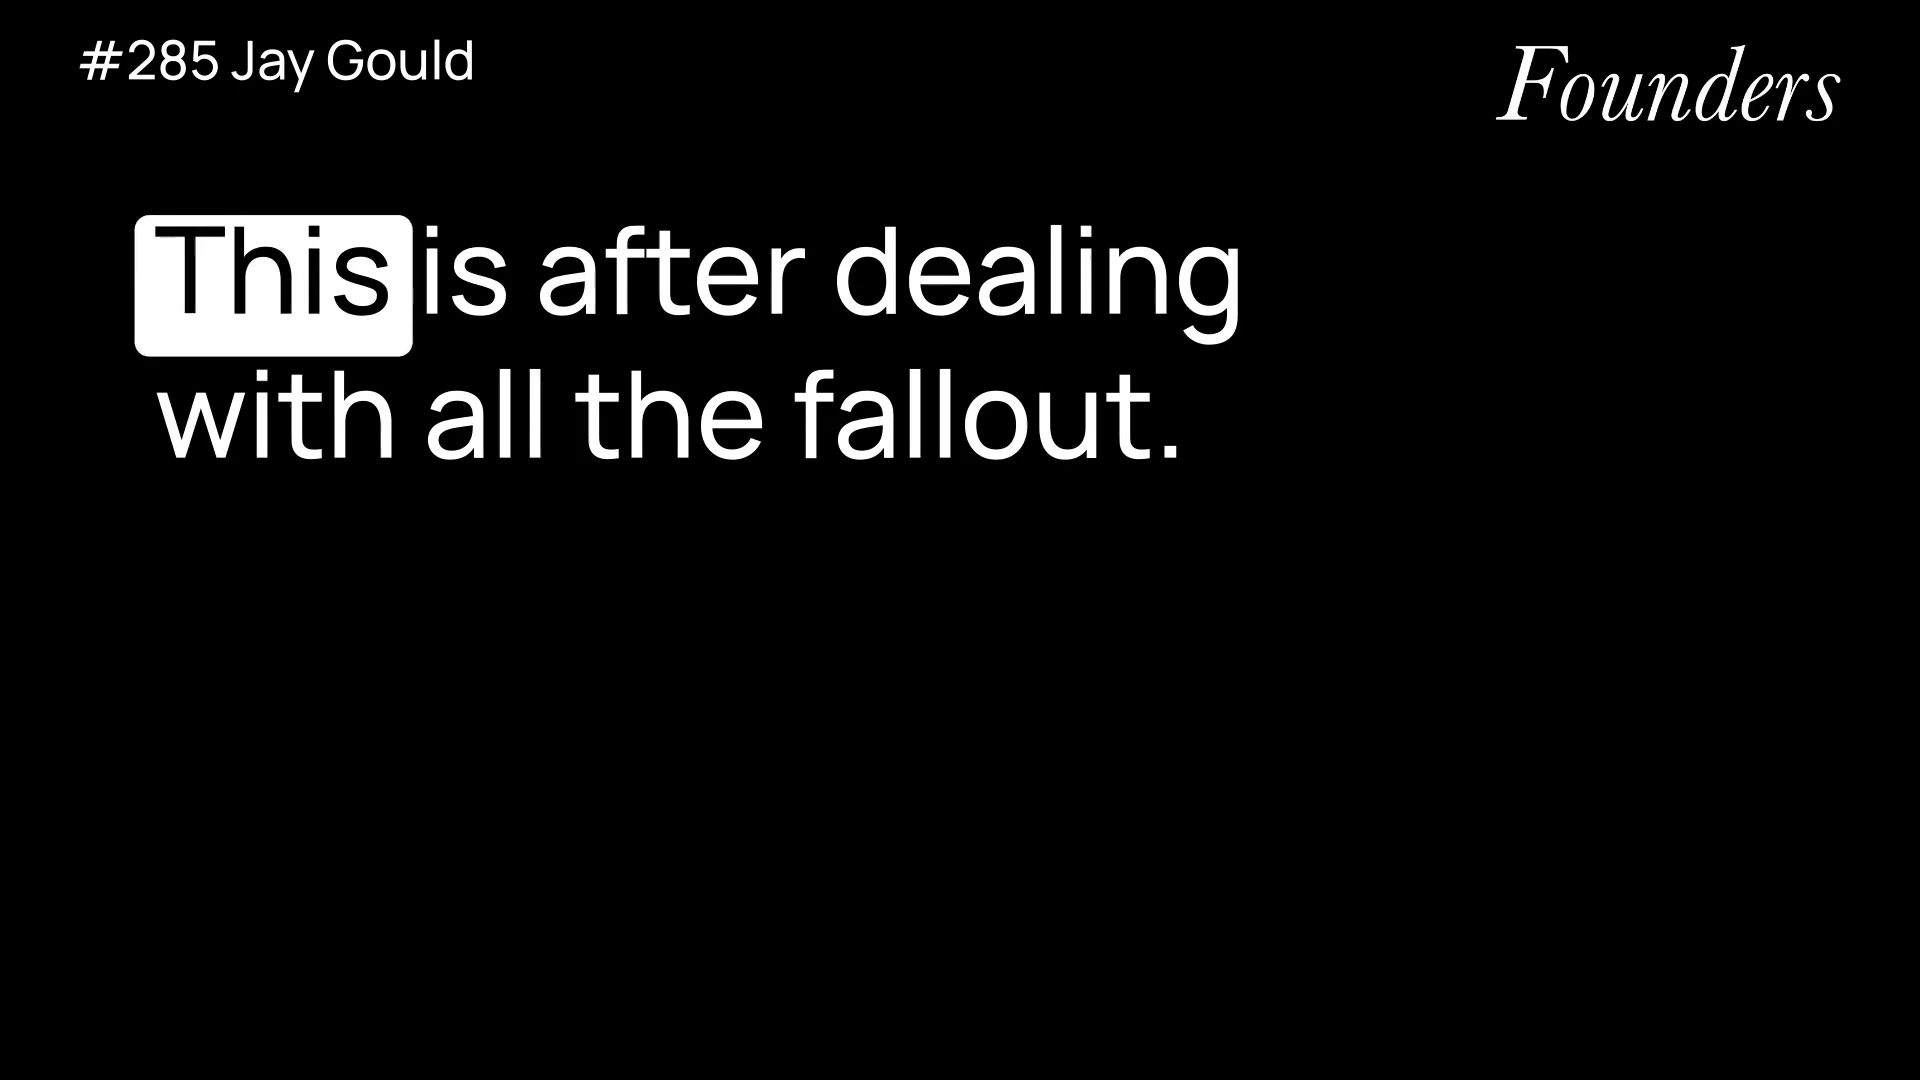 #285 Jay Gould
Founders
This is after dealing
with all the fallout.